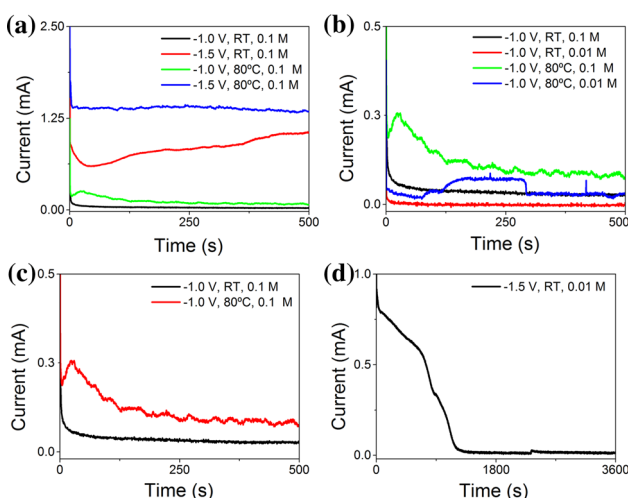 (a)
2.50
1.25
0.00
Current (mA)
-1.0 V, RT, 0.1 M
-1.5 V, RT, 0.1 M
-1.0 V, 80ºC, 0.1 M
-1.5 V, 80ºC, 0.1 M
0 250 500
Time (s)
(b)
0.5
0.3
0.0
Current (mA)
-1.0 V, RT, 0.1 M
-1.0 V, RT, 0.01 M
-1.0 V, 80ºC, 0.1 M
-1.0 V, 80ºC, 0.01 M
0 250 500
Time (s)
(c)
0.5
0.3
0.0
Current (mA)
-1.0 V, RT, 0.1 M
-1.0 V, 80ºC, 0.1 M
0 250 500
Time (s)
(d)
1.0
0.5
0.0
Current (mA)
-1.5 V, RT, 0.01 M
0 1800 3600
Time (s)